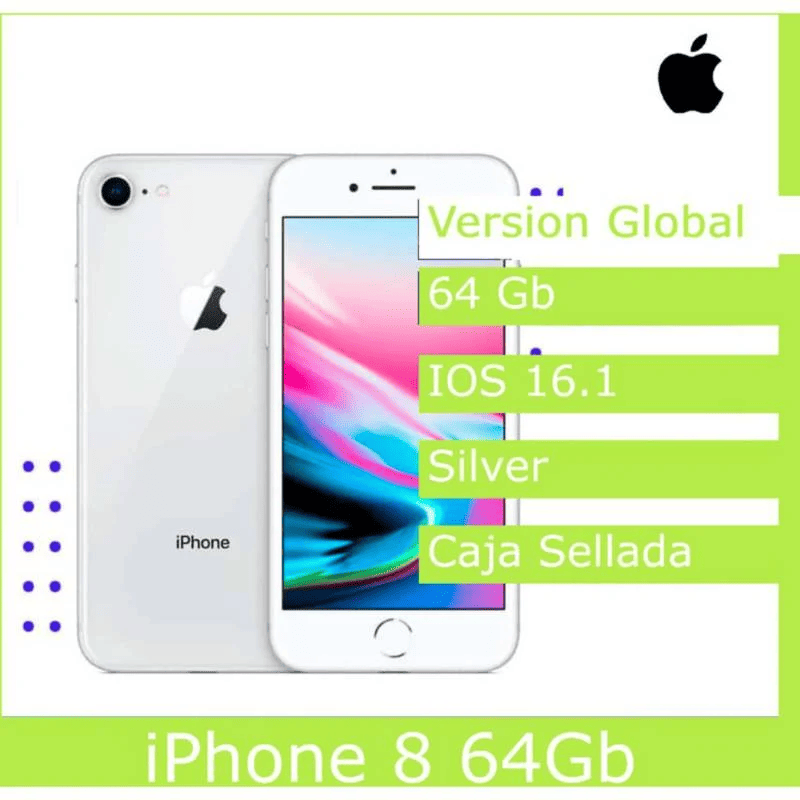 Version Global
64 Gb
IOS 16.1
Silver
Caja Sellada
iPhone
iPhone 8 64Gb